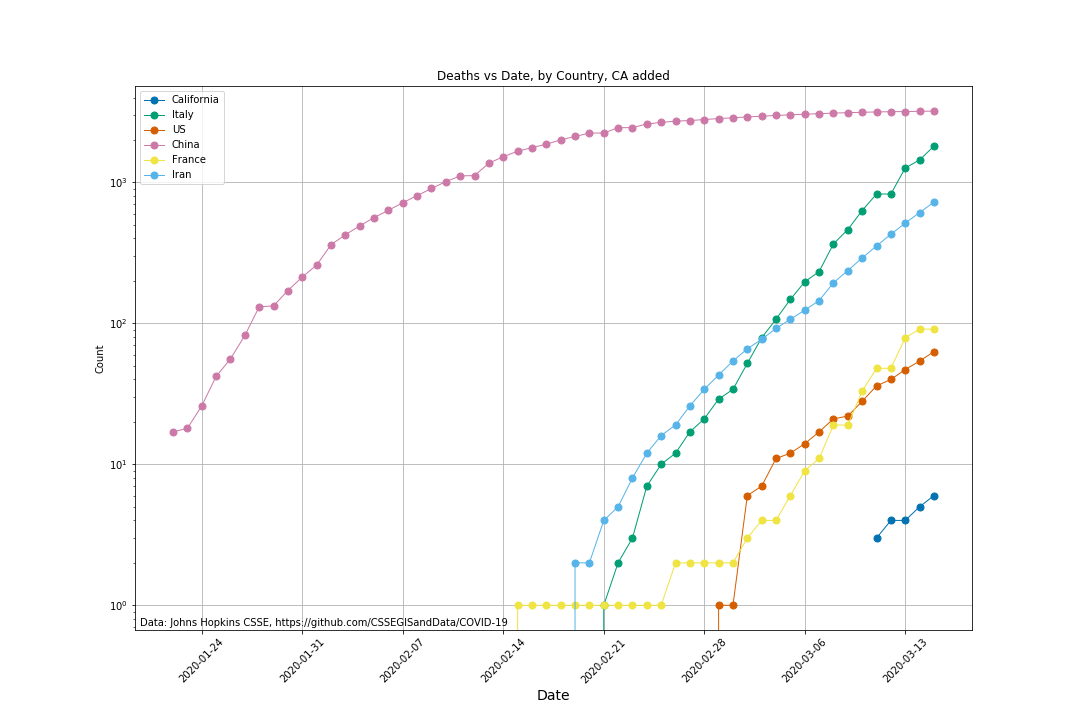 Deaths vs Date, by Country, CA added
California
Italy
US
China
France
Iran
10³
10²
10¹
10⁰
Count
Data: Johns Hopkins CSSE, https://github.com/CSSEGISandData/COVID-19
2020-01-24
2020-01-31
2020-02-07
2020-02-14
2020-02-21
2020-02-28
2020-03-06
2020-03-13
Date